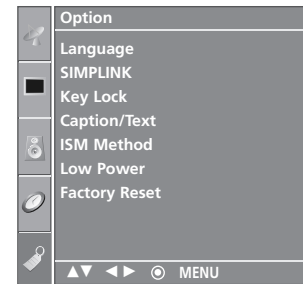 Option
Language
SIMPLINK
Key Lock
Caption/Text
ISM Method
Low Power
Factory Reset
▲▼ ◄► ◉ MENU